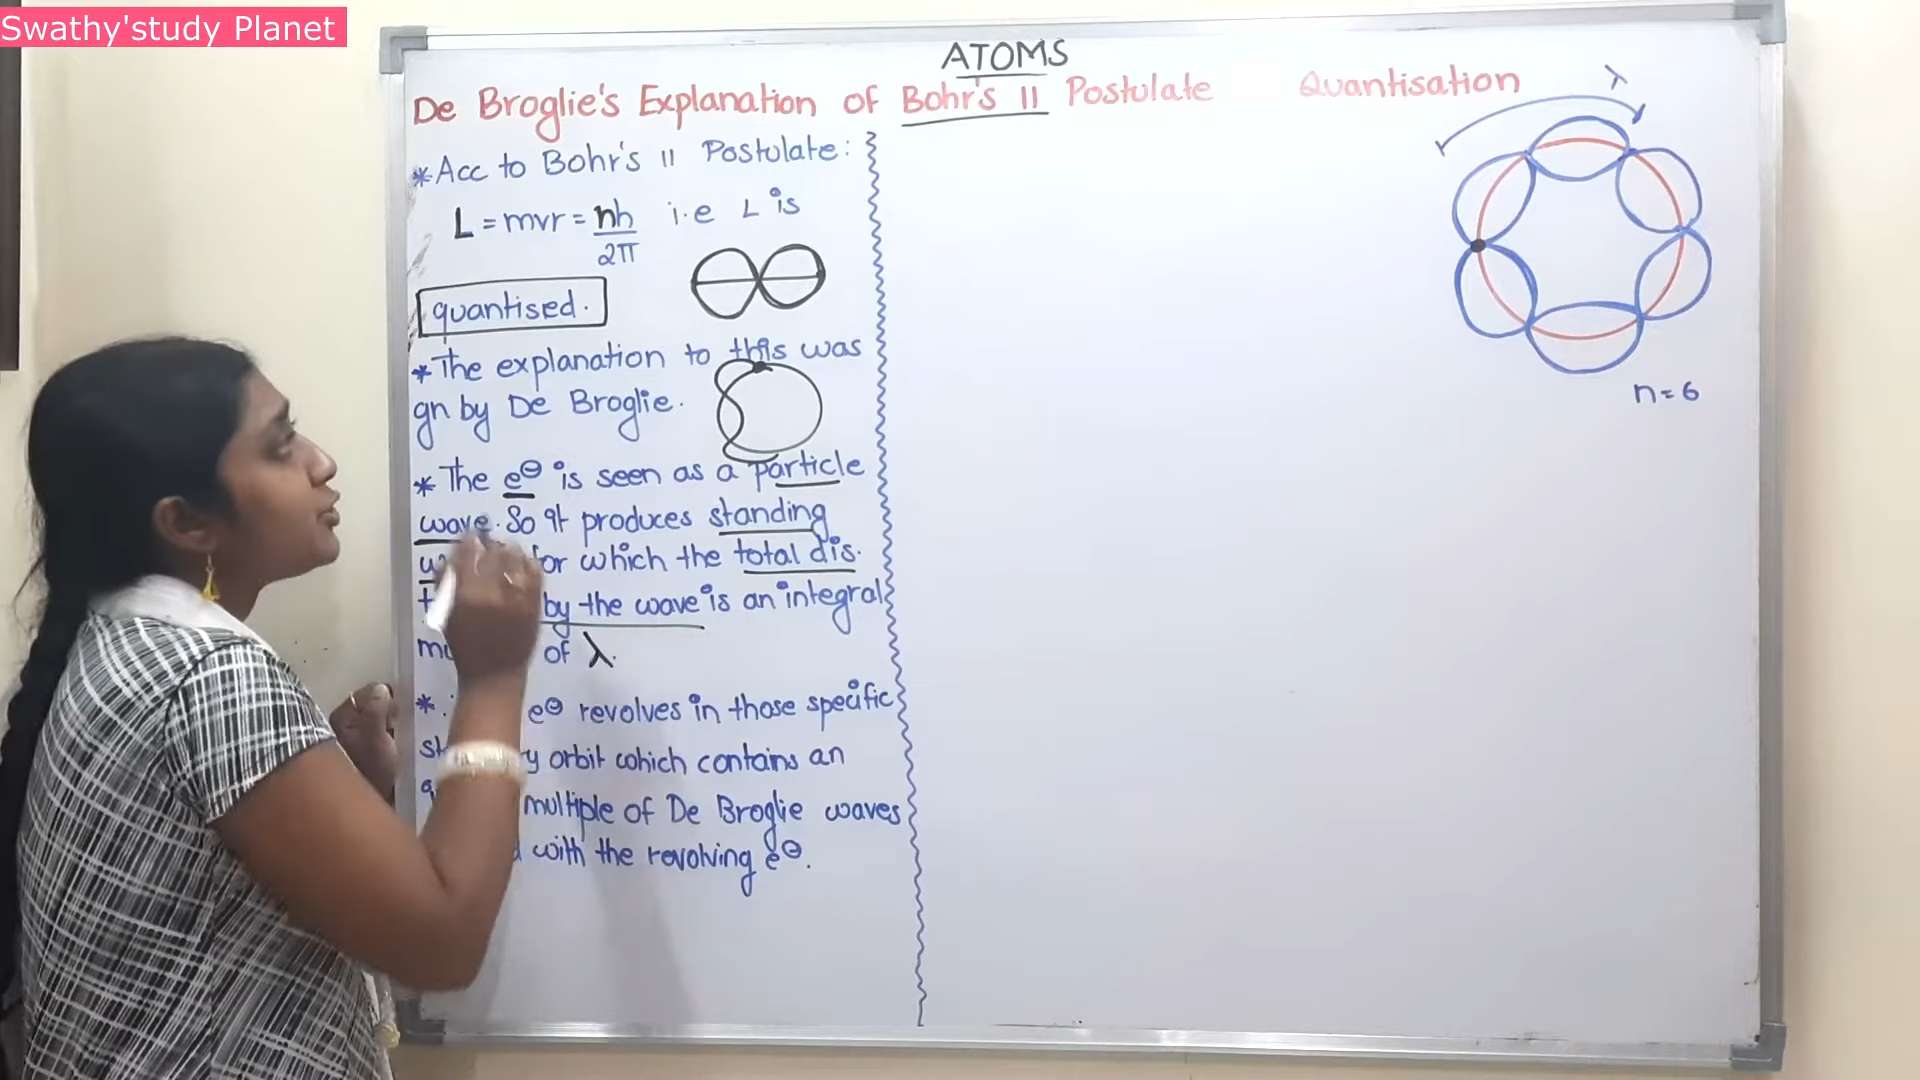 Swathy'study Planet
ATOMS
De Broglie's Explanation of Bohr's II Postulate Quantisation
* Acc to Bohr's II Postulate:
L = mvr = nh/2π i.e L is
quantised.
* The explanation to this was
gn by De Broglie.
* The e⊖ is seen as a particle
wave. So it produces standing
for which the total dis.
by the wave is an integral
of λ.
* e⊖ revolves in those specific
orbit which contains an
multiple of De Broglie waves
with the revolving e⊖.
λ
n=6